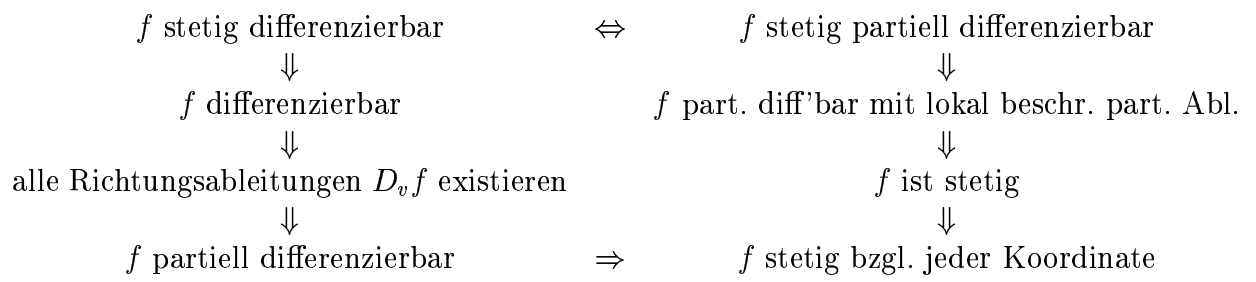 f stetig differenzierbar ⇔ f stetig partiell differenzierbar
⇓ ⇓
f differenzierbar f part. diff'bar mit lokal beschr. part. Abl.
⇓ ⇓
alle Richtungsableitungen D_v f existieren f ist stetig
⇓ ⇓
f partiell differenzierbar ⇒ f stetig bzgl. jeder Koordinate